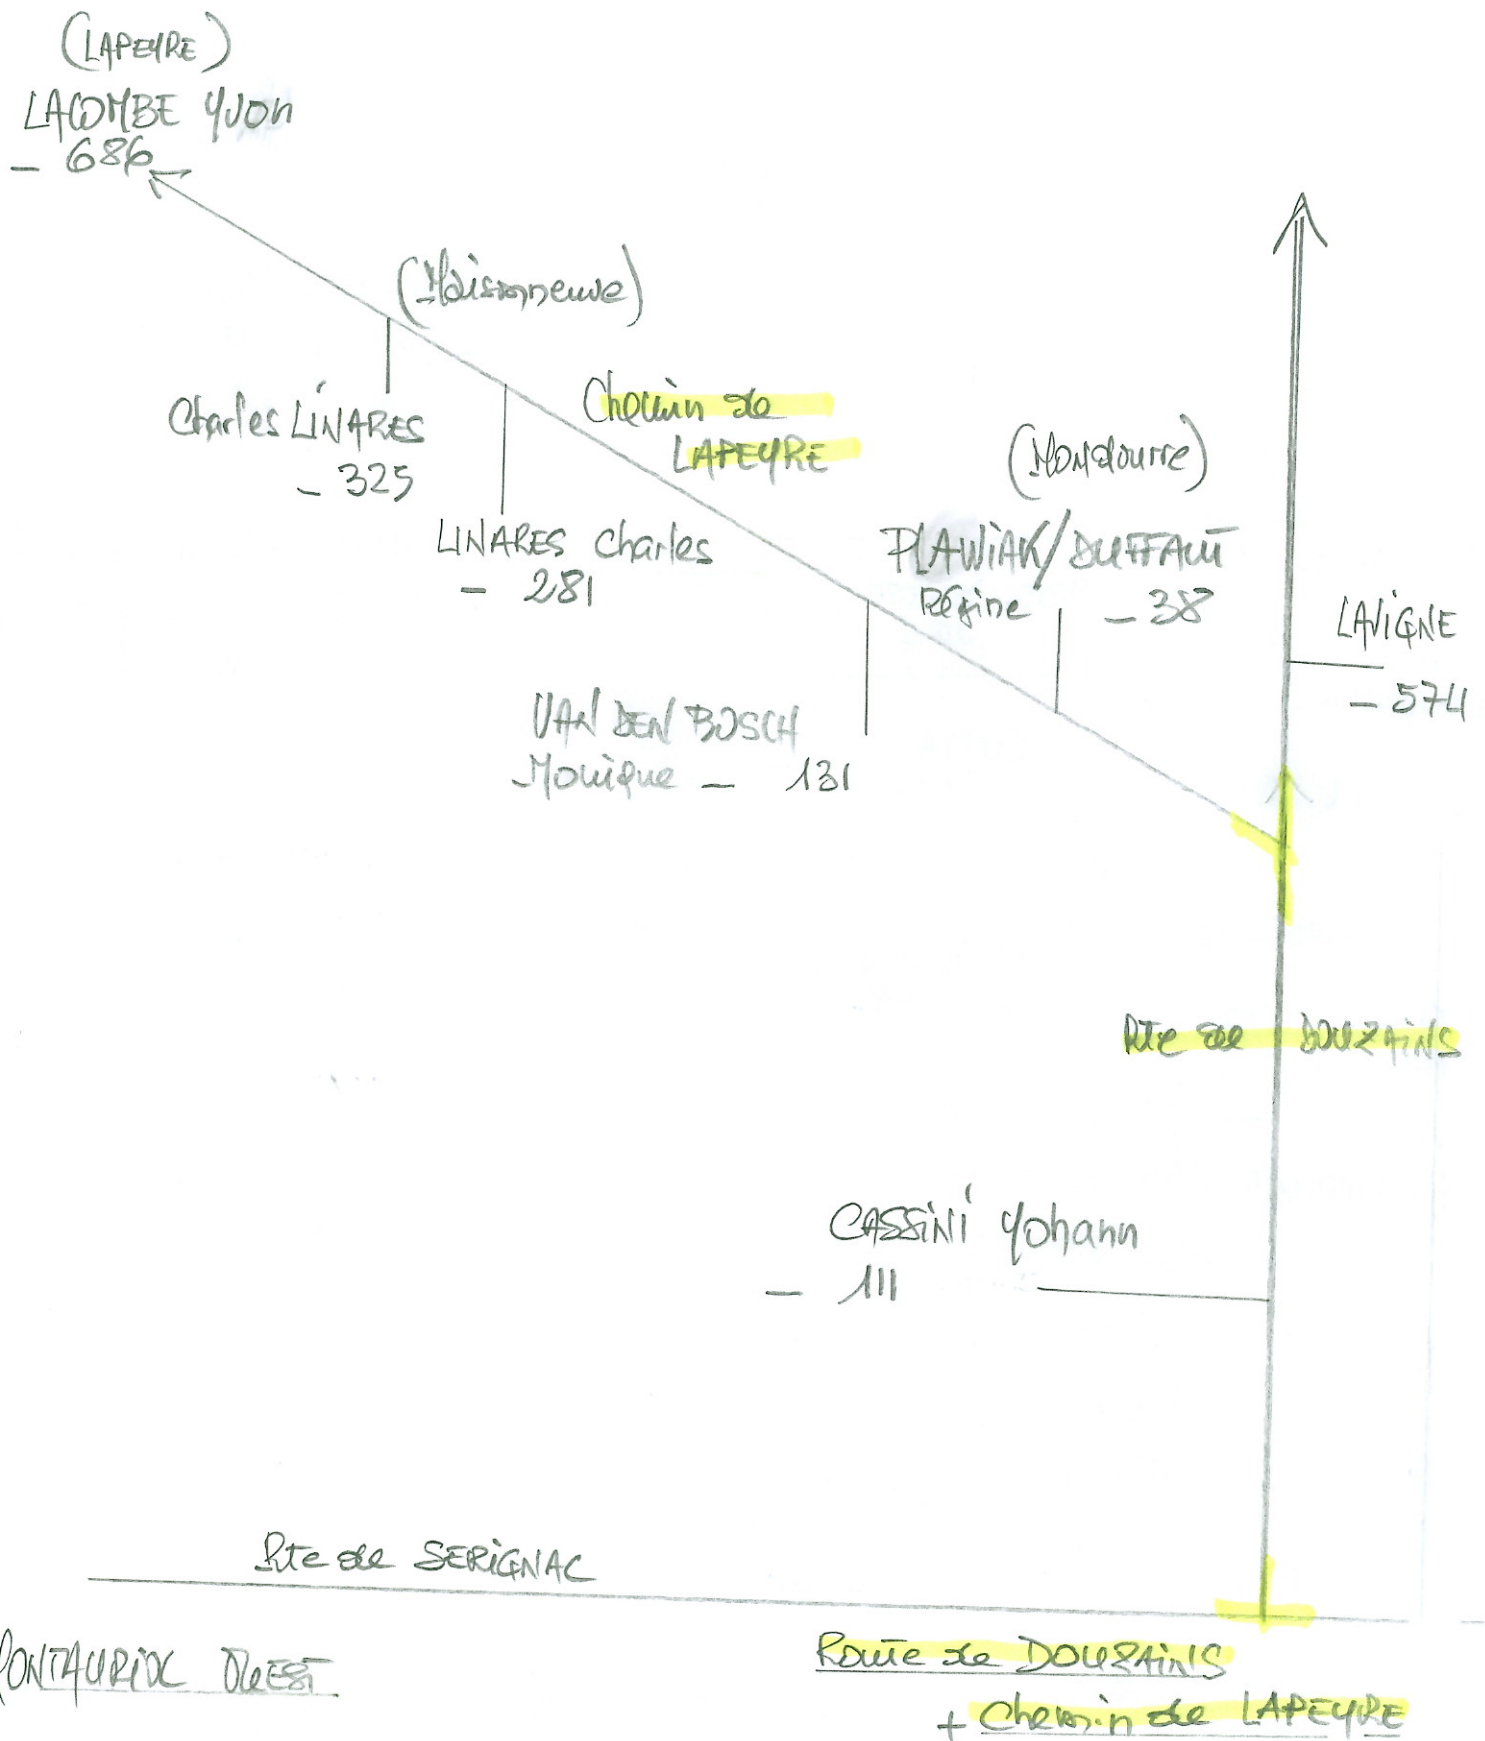 (LAPEYRE)
LACOMBE Yvon
- 686
(Maisonneuve)
Charles LINARES
- 325
Chemin de
LAPEYRE
LINARES Charles
- 281
(Mondourre)
PLAWIAK/DUFFAUT
Régine - 38
LAVIGNE
- 574
VAN DEN BOSCH
Monique - 131
Rte de DOUZAINS
CASSINI Yohann
- 111
Rte de SERIGNAC
MONTAURIOL OUEST
Route de DOUZAINS
+ Chemin de LAPEYRE